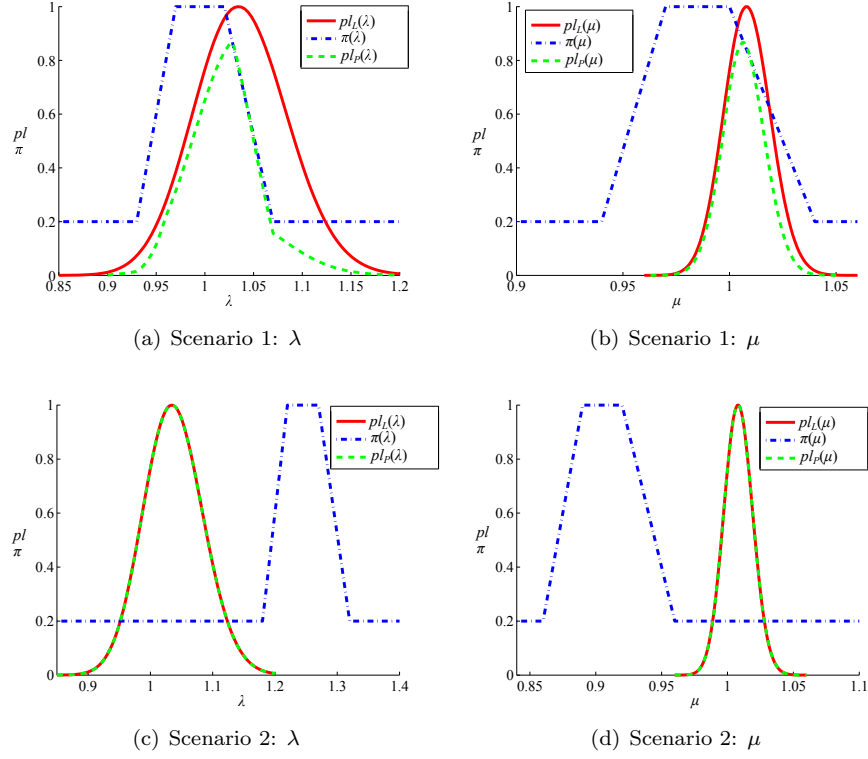 1
0.8
0.6
pl
π
0.4
0.2
0
0.85 0.9 0.95 1 1.05 1.1 1.15 1.2
λ
pl_L(λ)
π(λ)
pl_P(λ)
(a) Scenario 1: λ
1
0.8
0.6
pl
π
0.4
0.2
0
0.9 0.95 1 1.05
μ
pl_L(μ)
π(μ)
pl_P(μ)
(b) Scenario 1: μ
1
0.8
0.6
pl
π
0.4
0.2
0
0.9 1 1.1 1.2 1.3 1.4
λ
pl_L(λ)
π(λ)
pl_P(λ)
(c) Scenario 2: λ
1
0.8
0.6
pl
π
0.4
0.2
0
0.85 0.9 0.95 1 1.05 1.1
μ
pl_L(μ)
π(μ)
pl_P(μ)
(d) Scenario 2: μ